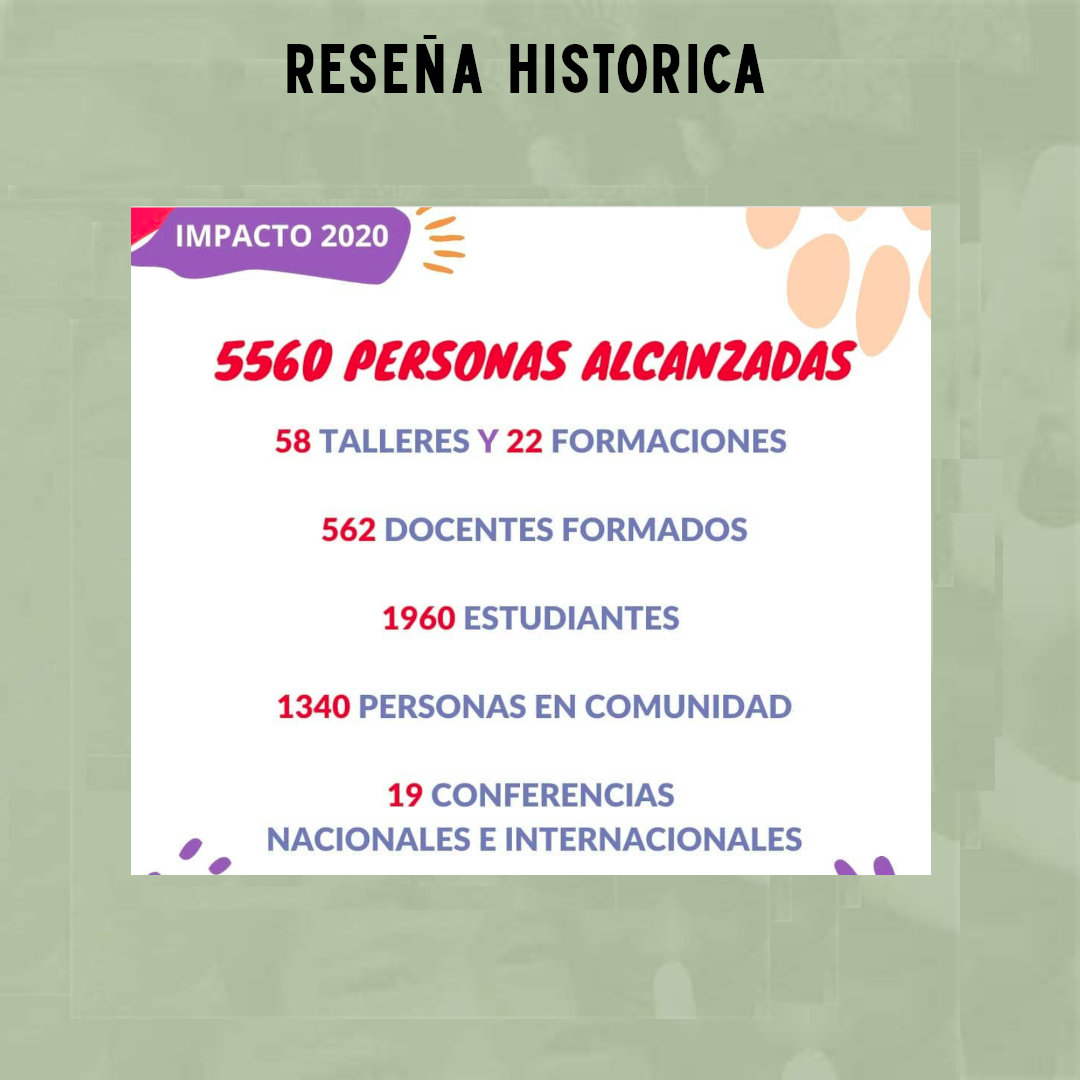 RESEÑA HISTORICA
IMPACTO 2020
5560 PERSONAS ALCANZADAS
58 TALLERES Y 22 FORMACIONES
562 DOCENTES FORMADOS
1960 ESTUDIANTES
1340 PERSONAS EN COMUNIDAD
19 CONFERENCIAS
NACIONALES E INTERNACIONALES